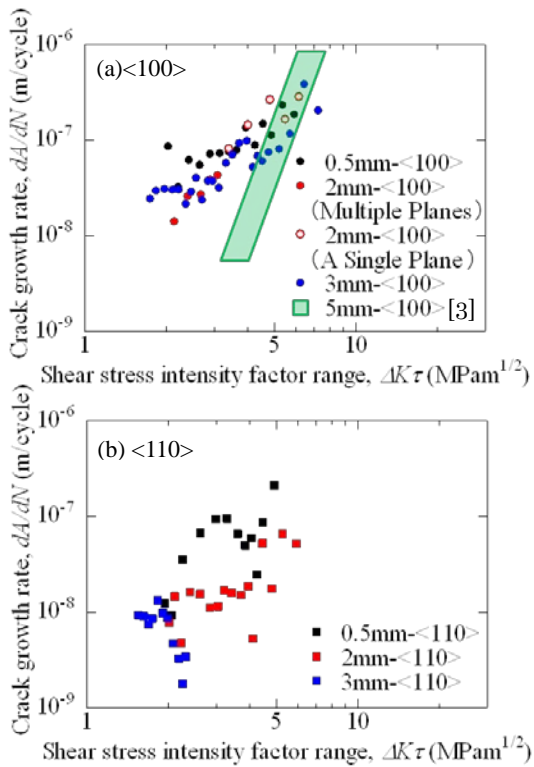 (a)<100>
10^-6
10^-7
10^-8
10^-9
Crack growth rate, dA/dN (m/cycle)
0.5mm-<100>
2mm-<100>
(Multiple Planes)
2mm-<100>
(A Single Plane)
3mm-<100>
5mm-<100> [3]
1 5 10
Shear stress intensity factor range, ΔKτ (MPam^1/2)
(b) <110>
10^-6
10^-7
10^-8
10^-9
Crack growth rate, dA/dN (m/cycle)
0.5mm-<110>
2mm-<110>
3mm-<110>
1 5 10
Shear stress intensity factor range, ΔKτ (MPam^1/2)